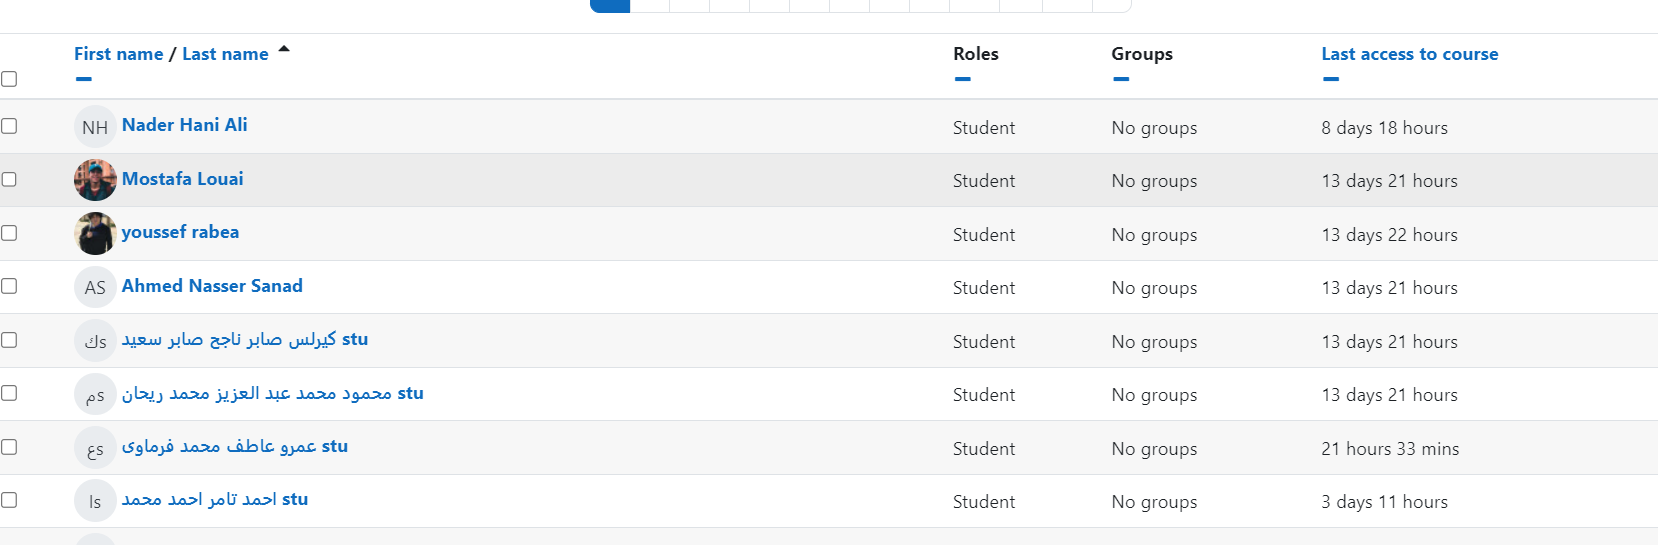 First name / Last name Roles Groups Last access to course
NH Nader Hani Ali Student No groups 8 days 18 hours
Mostafa Louai Student No groups 13 days 21 hours
youssef rabea Student No groups 13 days 22 hours
AS Ahmed Nasser Sanad Student No groups 13 days 21 hours
كs كيرلس صابر ناجح صابر سعيد stu Student No groups 13 days 21 hours
مs محمود محمد عبد العزيز محمد ريحان stu Student No groups 13 days 21 hours
عs عمرو عاطف محمد فرماوى stu Student No groups 21 hours 33 mins
اs احمد تامر احمد محمد stu Student No groups 3 days 11 hours